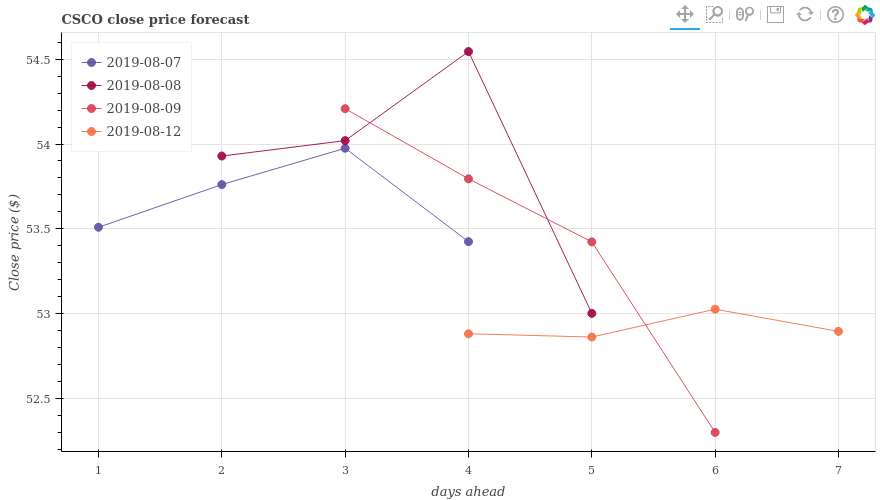 CSCO close price forecast
2019-08-07
2019-08-08
2019-08-09
2019-08-12
54.5
54
53.5
53
52.5
Close price ($)
1 2 3 4 5 6 7
days ahead